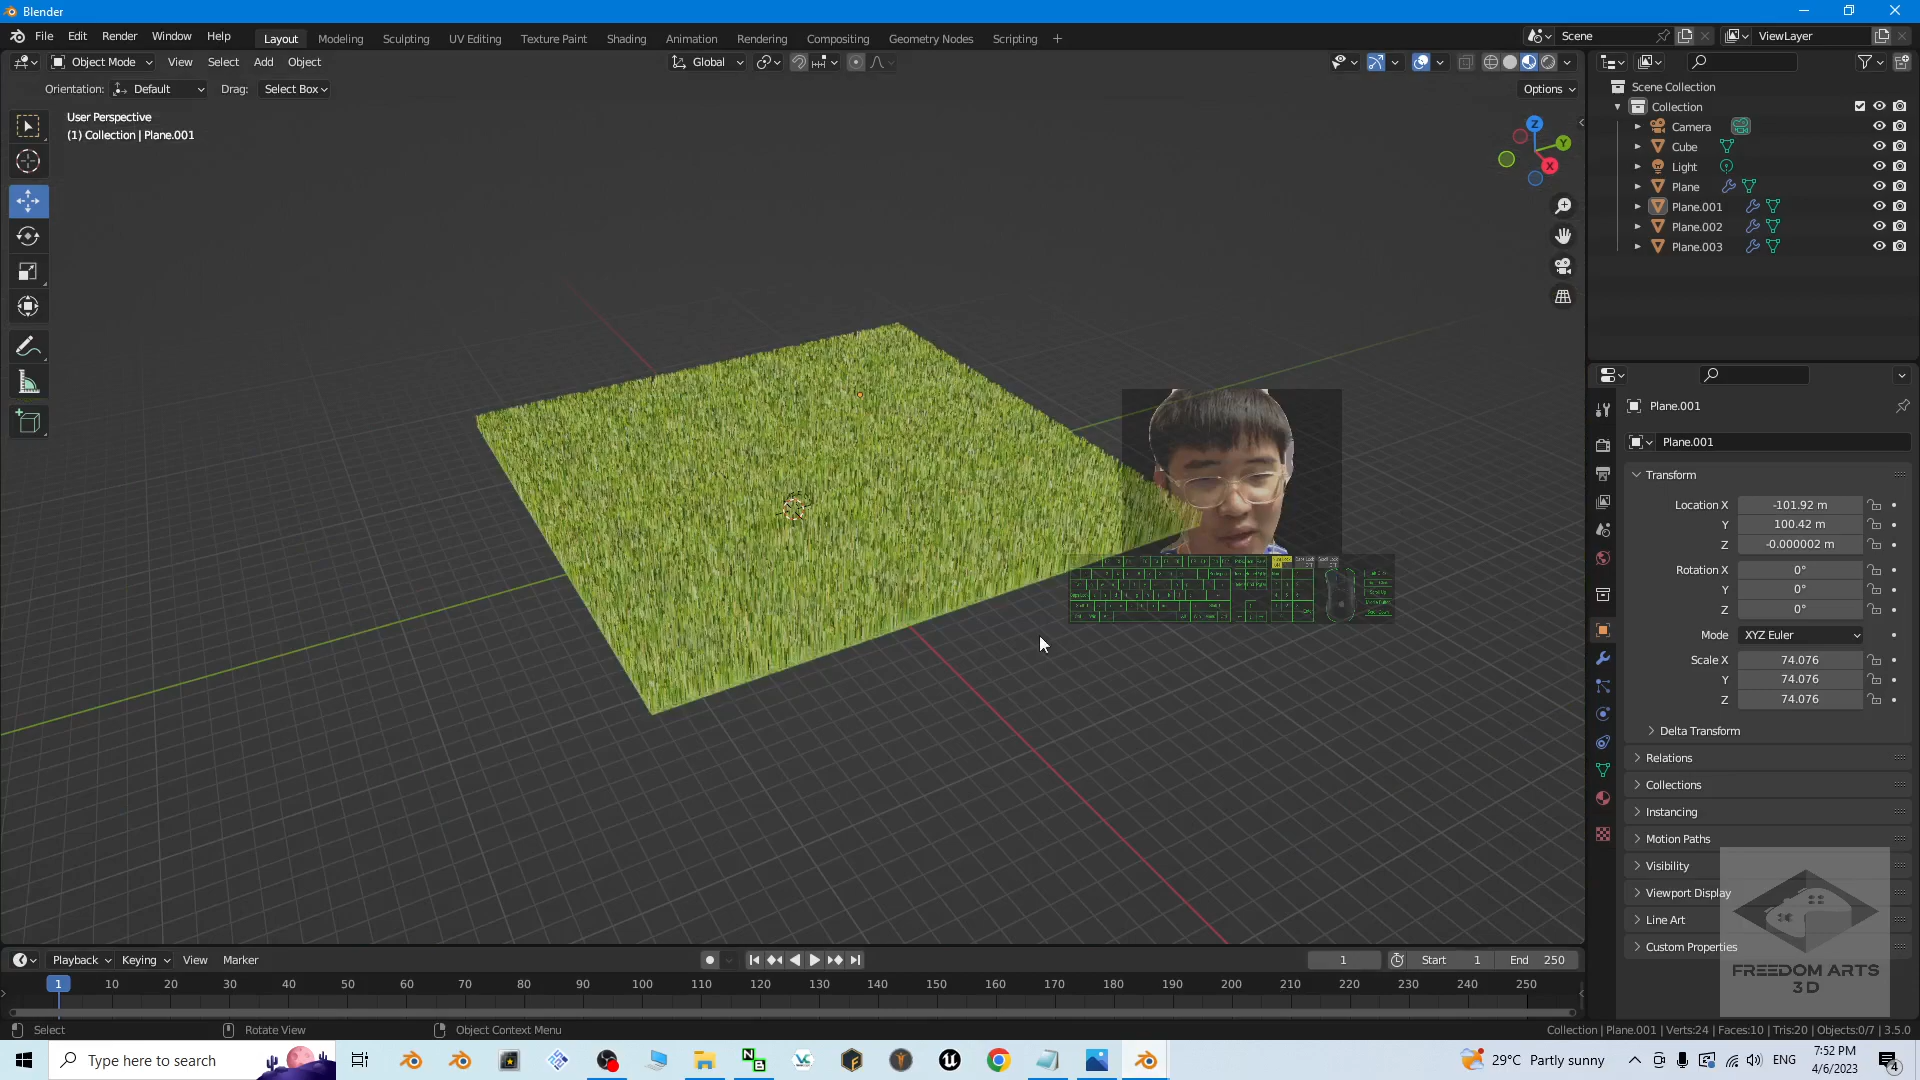 Blender
File Edit Render Window Help Layout Modeling Sculpting UV Editing Texture Paint Shading Animation Rendering Compositing Geometry Nodes Scripting + Scene ViewLayer
Object Mode View Select Add Object Global
Orientation: Default Drag: Select Box Options
User Perspective
(1) Collection | Plane.001
Z
Y
X
Scene Collection
Collection
Camera
Cube
Light
Plane
Plane.001
Plane.002
Plane.003
Plane.001
Plane.001
Transform
Location X -101.92 m
Y 100.42 m
Z -0.000002 m
Rotation X 0°
Y 0°
Z 0°
Mode XYZ Euler
Scale X 74.076
Y 74.076
Z 74.076
Delta Transform
Relations
Collections
Instancing
Motion Paths
Visibility
Viewport Display
Line Art
Custom Properties
FREEDOM ARTS
3D
Playback Keying View Marker 1 Start 1 End 250
1 10 20 30 40 50 60 70 80 90 100 110 120 130 140 150 160 170 180 190 200 210 220 230 240 250
Select Rotate View Object Context Menu Collection | Plane.001 | Verts:24 | Faces:10 | Tris:20 | Objects:0/7 | 3.5.0
Type here to search 29°C Partly sunny ENG 7:52 PM
4/6/2023 4